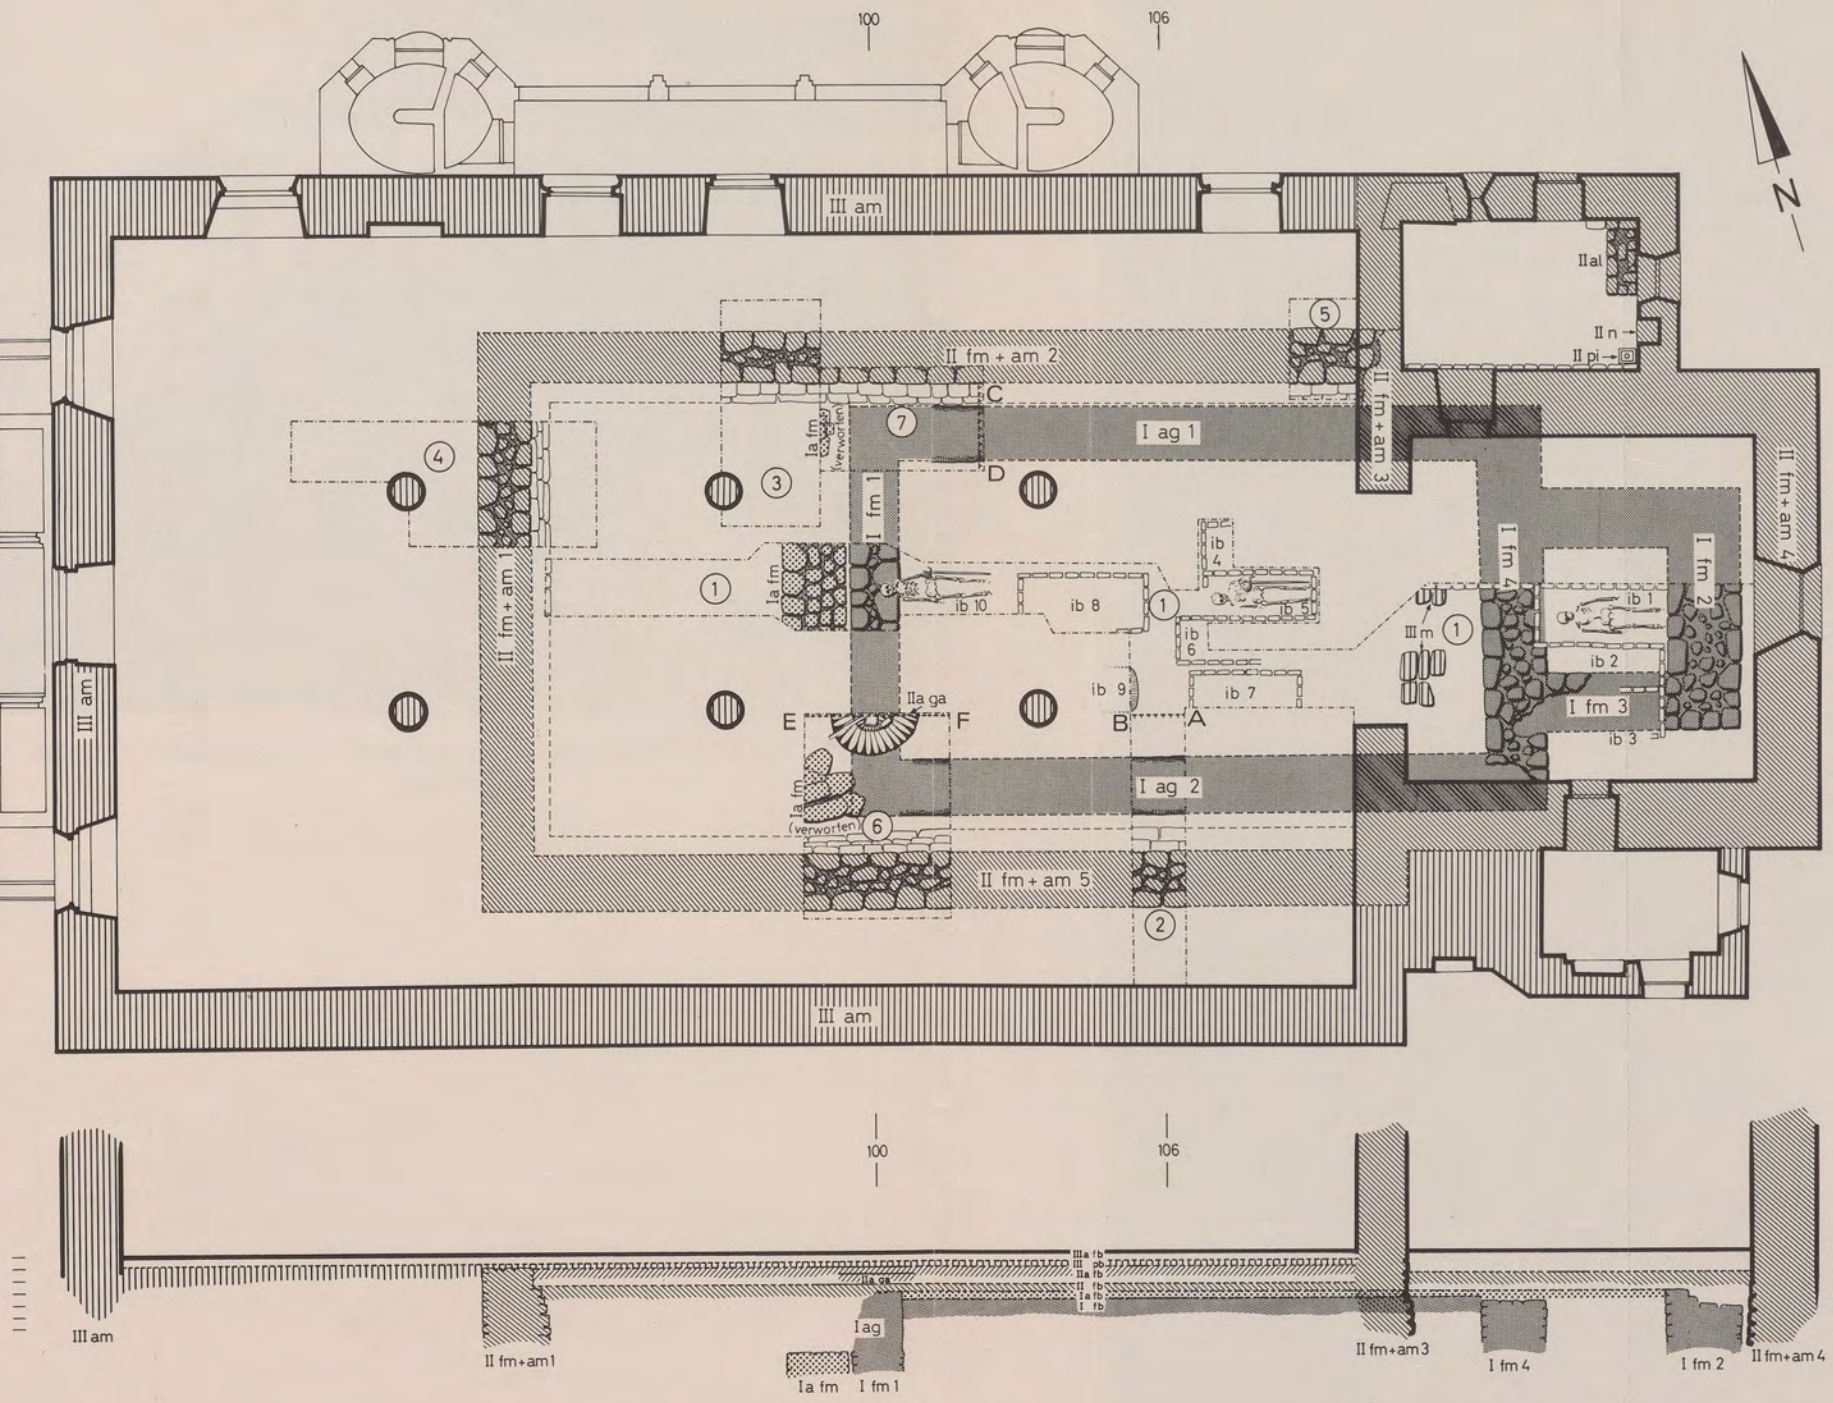 100
106
N
III am
II al
II n
II pi
5
II fm + am 2
C
7
I ag 1
II fm + am 3
II fm + am 4
4
Ia fm
(verworfen)
3
D
I fm 1
I fm 4
I fm 2
ib 4
1
Ia fm
ib 10
ib 8
1
ib 5
ib 1
II fm + am 1
III m
1
ib 6
ib 2
ib 9
ib 7
IIa ga
I fm 3
III am
E
F
B
A
ib 3
I ag 2
Ia fm
(verworfen)
6
II fm + am 5
2
III am
100
106
IIIa fb
III pb
IIa fb
IIa ga
II fb
Ia fb
I fb
I ag
III am
II fm+am1
II fm+am3
II fm+am 4
I fm 4
I fm 2
Ia fm
I fm 1